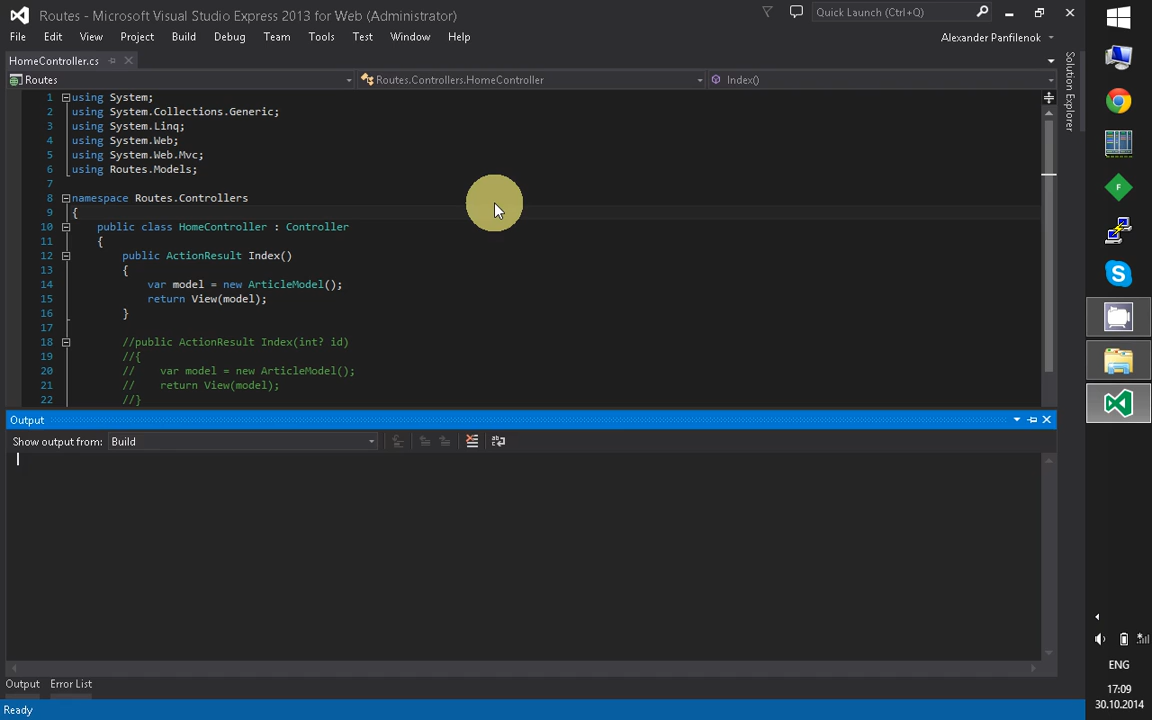 Routes - Microsoft Visual Studio Express 2013 for Web (Administrator)
Quick Launch (Ctrl+Q)
File Edit View Project Build Debug Team Tools Test Window Help
Alexander Panfilenok
HomeController.cs
Solution Explorer
Routes
Routes.Controllers.HomeController
Index()
1 using System;
2 using System.Collections.Generic;
3 using System.Linq;
4 using System.Web;
5 using System.Web.Mvc;
6 using Routes.Models;
7
8 namespace Routes.Controllers
9 {
10 public class HomeController : Controller
11 {
12 public ActionResult Index()
13 {
14 var model = new ArticleModel();
15 return View(model);
16 }
17
18 //public ActionResult Index(int? id)
19 //{
20 // var model = new ArticleModel();
21 // return View(model);
22 //}
Output
Show output from: Build
Output Error List
Ready
ENG
17:09
30.10.2014